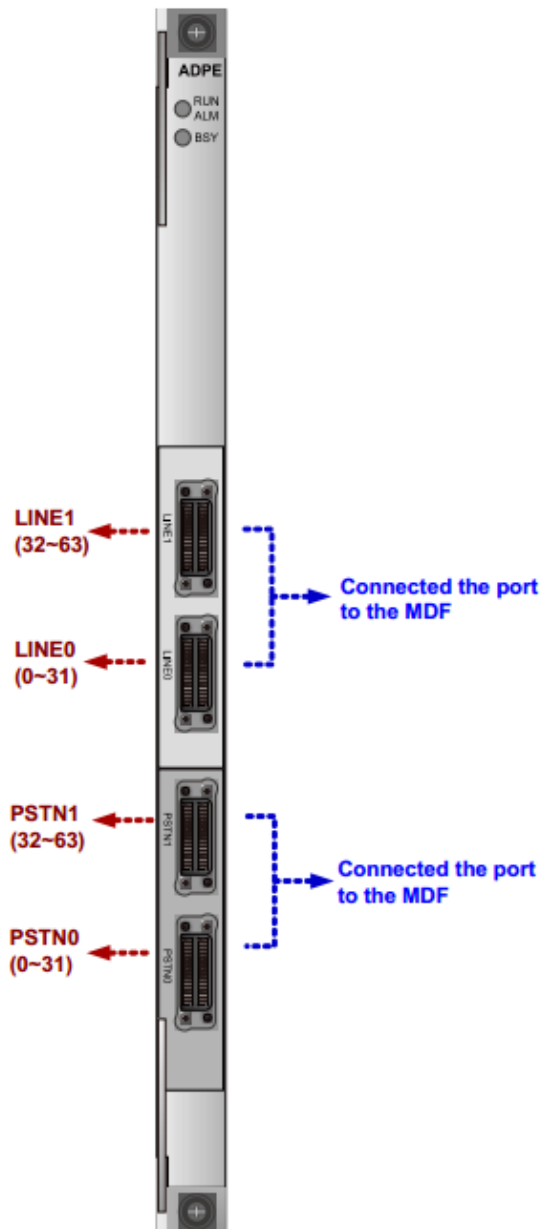 ADPE
RUN
ALM
BSY
LINE1
(32~63)
LINE1
Connected the port
to the MDF
LINE0
(0~31)
LINE0
PSTN1
(32~63)
PSTN1
Connected the port
to the MDF
PSTN0
(0~31)
PSTN0